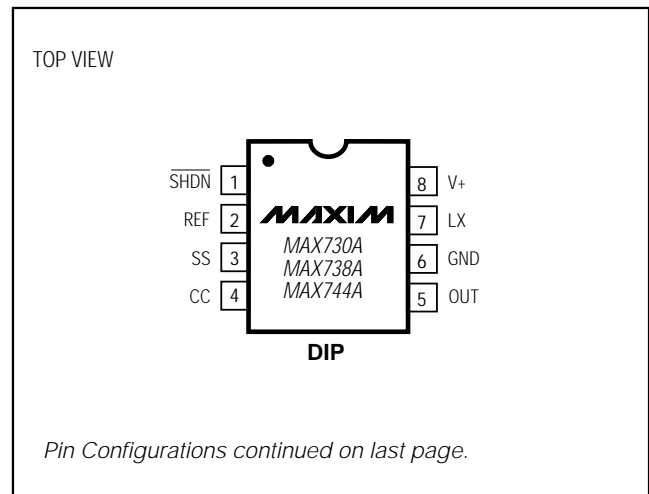 TOP VIEW
SHDN 1
REF 2
SS 3
CC 4
MAXIM
MAX730A
MAX738A
MAX744A
8 V+
7 LX
6 GND
5 OUT
DIP
Pin Configurations continued on last page.